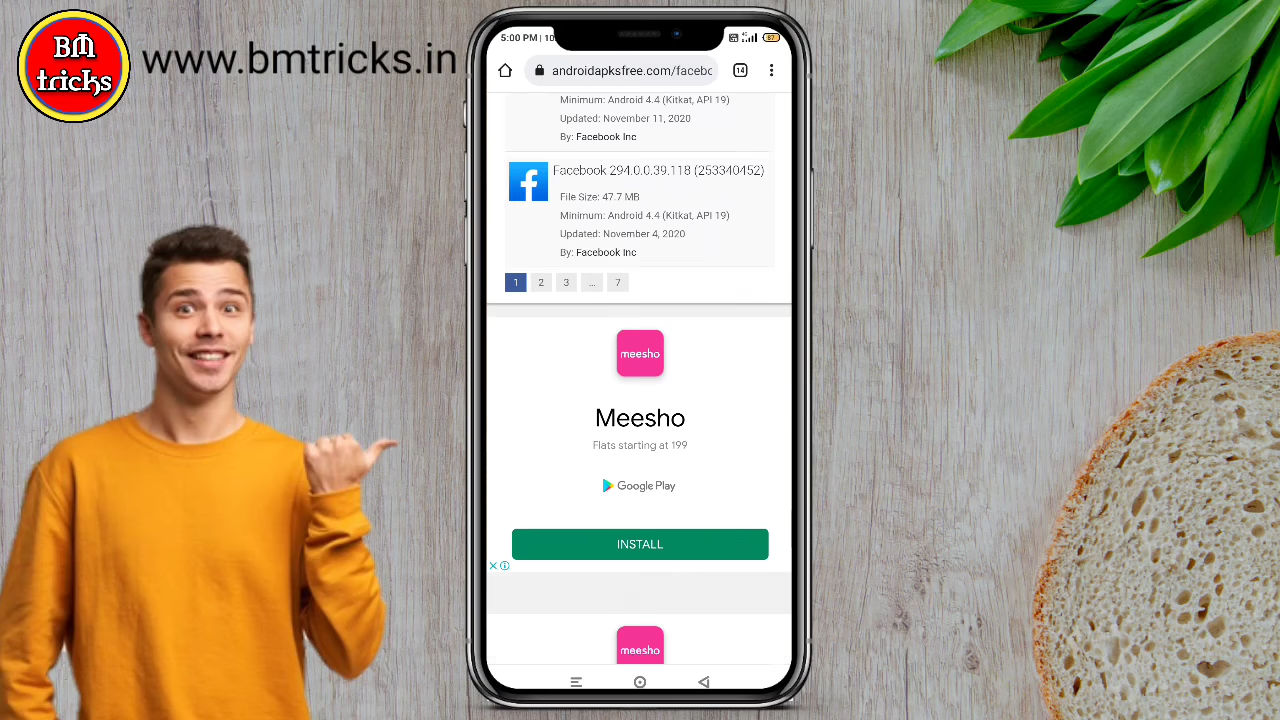 BM
tricks
www.bmtricks.in
5:00 PM | 10
87
androidapksfree.com/facebc
14
Minimum: Android 4.4 (Kitkat, API 19)
Updated: November 11, 2020
By: Facebook Inc
Facebook 294.0.0.39.118 (253340452)
File Size: 47.7 MB
Minimum: Android 4.4 (Kitkat, API 19)
Updated: November 4, 2020
By: Facebook Inc
1 2 3 ... 7
meesho
Meesho
Flats starting at 199
Google Play
INSTALL
meesho